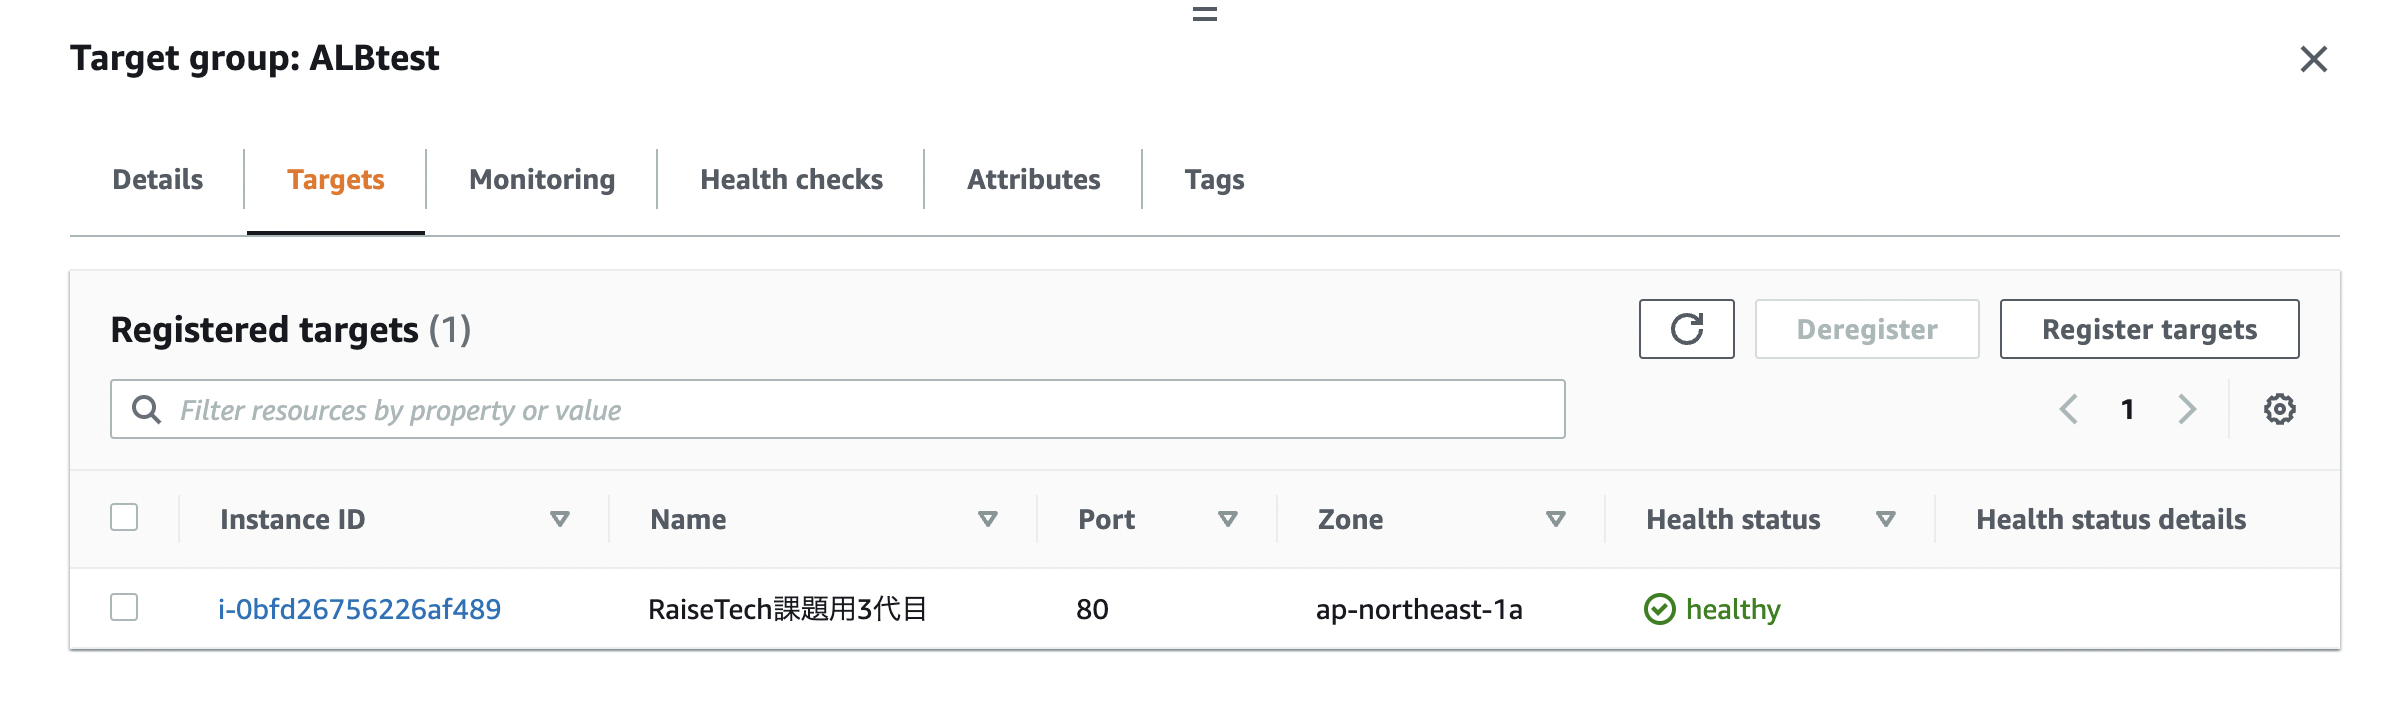 Target group: ALBtest
Details Targets Monitoring Health checks Attributes Tags
Registered targets (1)
Deregister Register targets
Filter resources by property or value
1
Instance ID Name Port Zone Health status Health status details
i-0bfd26756226af489 RaiseTech課題用3代目 80 ap-northeast-1a healthy